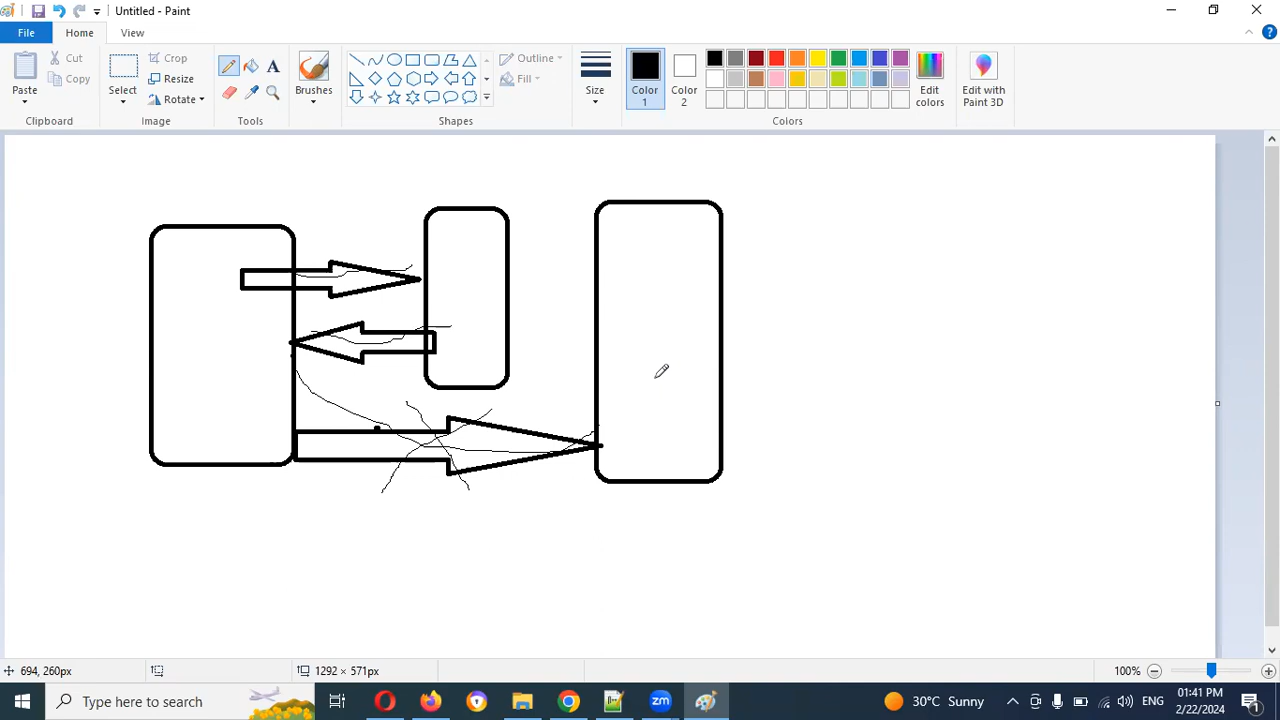 Untitled - Paint
File
Home
View
Paste
Cut
Copy
Clipboard
Select
Crop
Resize
Rotate
Image
A
Tools
Brushes
Outline
Fill
Shapes
Size
Color
1
Color
2
Edit
colors
Colors
Edit with
Paint 3D
694, 260px
1292 × 571px
100%
Type here to search
zm
30°C Sunny
ENG
01:41 PM
2/22/2024
1